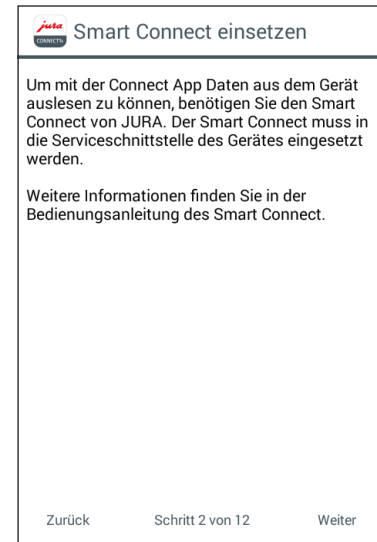 jura
CONNECT
Smart Connect einsetzen
Um mit der Connect App Daten aus dem Gerät
auslesen zu können, benötigen Sie den Smart
Connect von JURA. Der Smart Connect muss in
die Serviceschnittstelle des Gerätes eingesetzt
werden.
Weitere Informationen finden Sie in der
Bedienungsanleitung des Smart Connect.
Zurück Schritt 2 von 12 Weiter